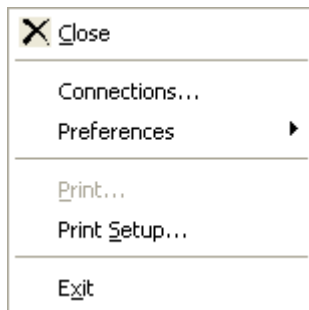 Close
Connections...
Preferences
Print...
Print Setup...
Exit